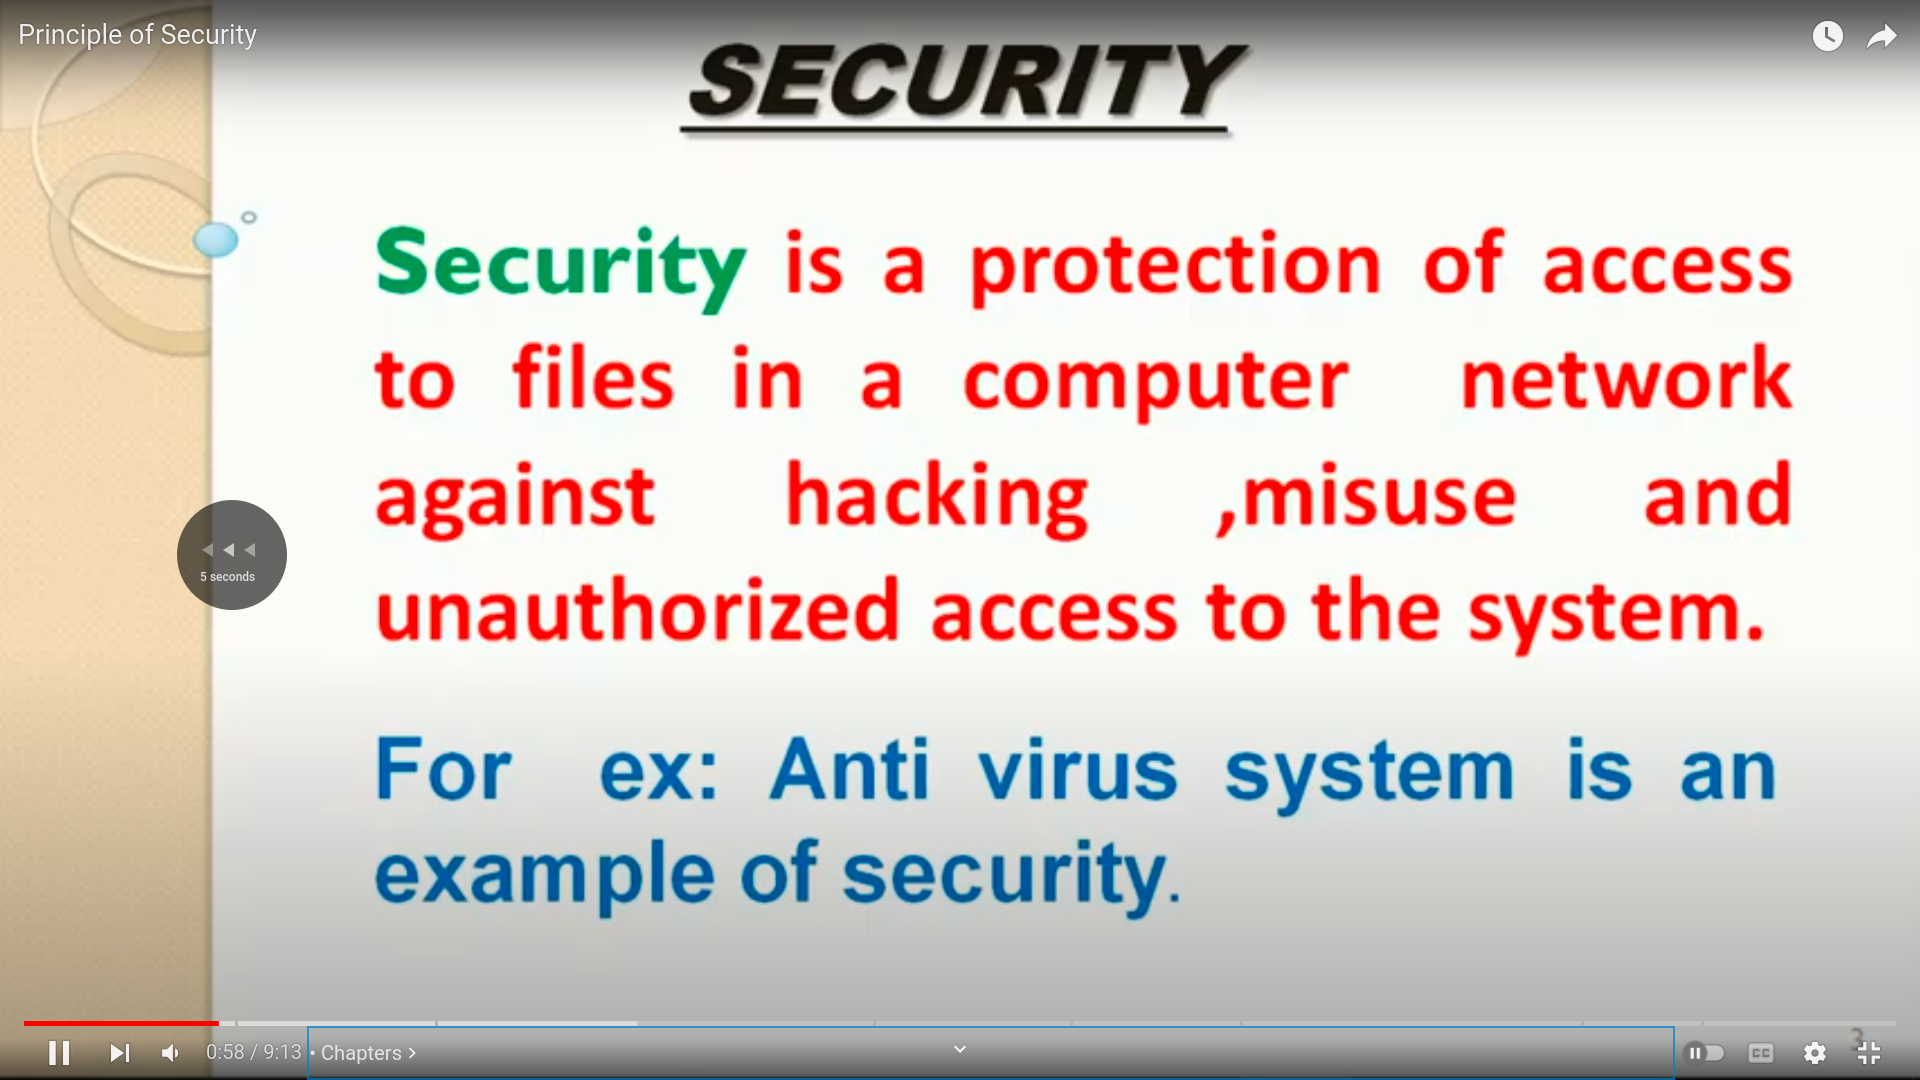 Principle of Security
SECURITY
Security is a protection of access
to files in a computer network
against hacking ,misuse and
unauthorized access to the system.
5 seconds
For ex: Anti virus system is an
example of security.
3
0:58 / 9:13 • Chapters >
CC